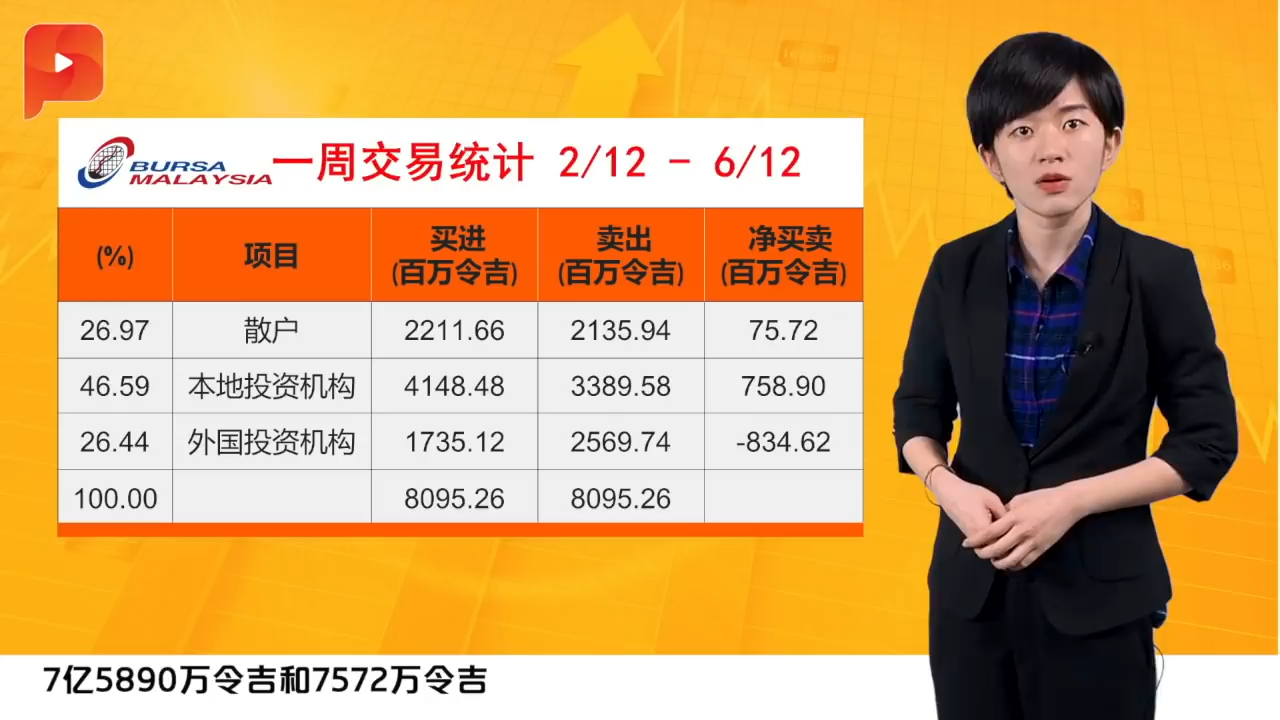 BURSA
MALAYSIA
一周交易统计 2/12 - 6/12
(%) 项目 买进 (百万令吉) 卖出 (百万令吉) 净买卖 (百万令吉)
26.97 散户 2211.66 2135.94 75.72
46.59 本地投资机构 4148.48 3389.58 758.90
26.44 外国投资机构 1735.12 2569.74 -834.62
100.00 8095.26 8095.26
7亿5890万令吉和7572万令吉